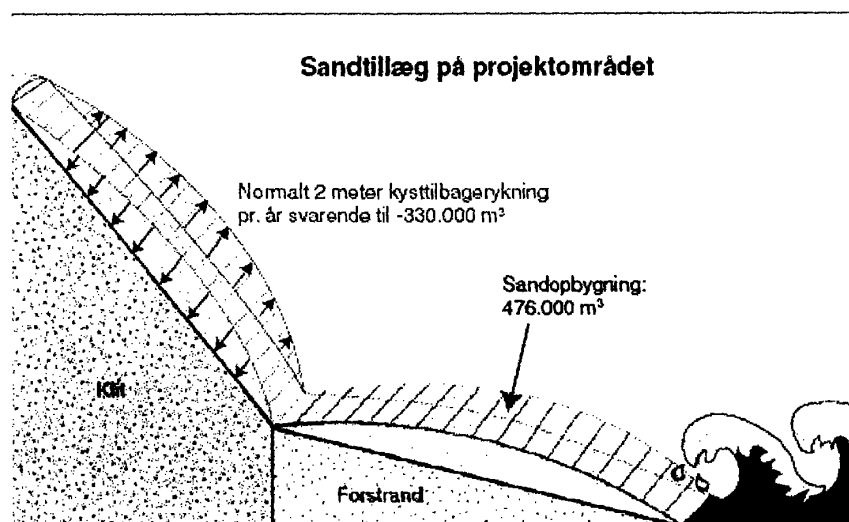 Sandtillæg på projektområdet
Normalt 2 meter kysttilbagerykning
pr. år svarende til -330.000 m³
Sandopbygning:
476.000 m³
Klit
Forstrand